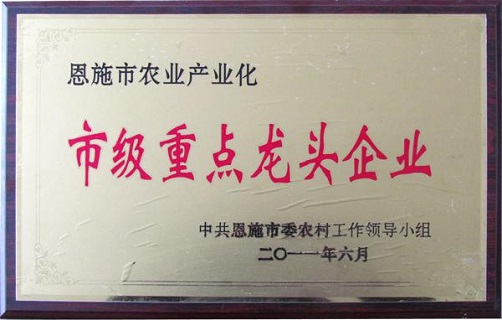 恩施市农业产业化
市级重点龙头企业
中共恩施市委农村工作领导小组
二〇一一年六月